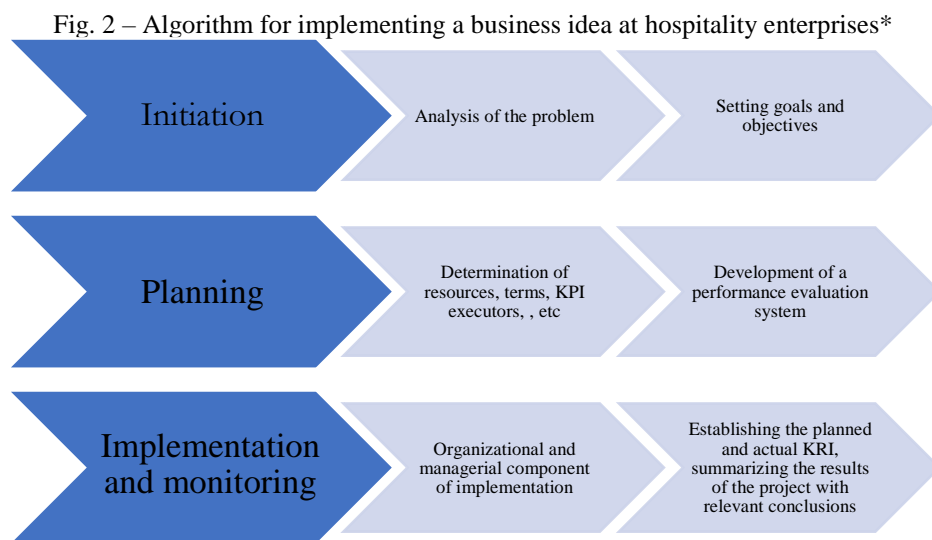 Fig. 2 – Algorithm for implementing a business idea at hospitality enterprises*
Initiation
Analysis of the problem
Setting goals and
objectives
Planning
Determination of
resources, terms, KPI
executors, , etc
Development of a
performance evaluation
system
Implementation
and monitoring
Organizational and
managerial component
of implementation
Establishing the planned
and actual KRI,
summarizing the results
of the project with
relevant conclusions